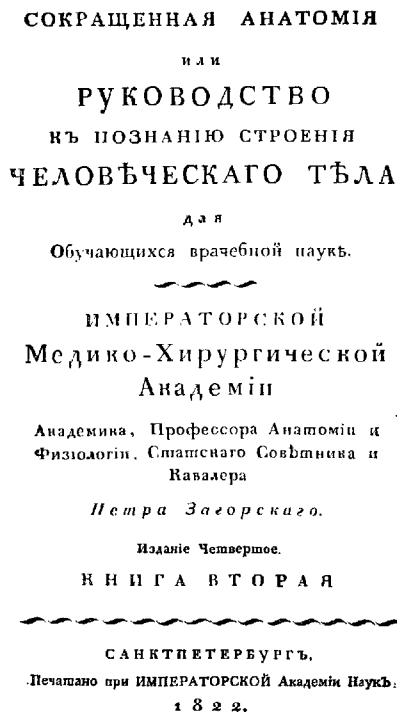 СОКРАЩЕННАЯ АНАТОМІЯ
ИЛИ
РУКОВОДСТВО
КЪ ПОЗНАНІЮ СТРОЕНІЯ
ЧЕЛОВѢЧЕСКАГО ТѢЛА
ДЛЯ
Обучающихся врачебной наукѣ.
ИМПЕРАТОРСКОЙ
Медико-Хирургической
Академіи
Академика, Профессора Анатоміи и
Физіологіи, Статскаго Совѣтника и
Кавалера
Петра Загорскаго.
Изданіе Четвертое.
КНИГА ВТОРАЯ
САНКТПЕТЕРБУРГЪ,
Печатано при ИМПЕРАТОРСКОЙ Академіи НаукЪ,
1822.